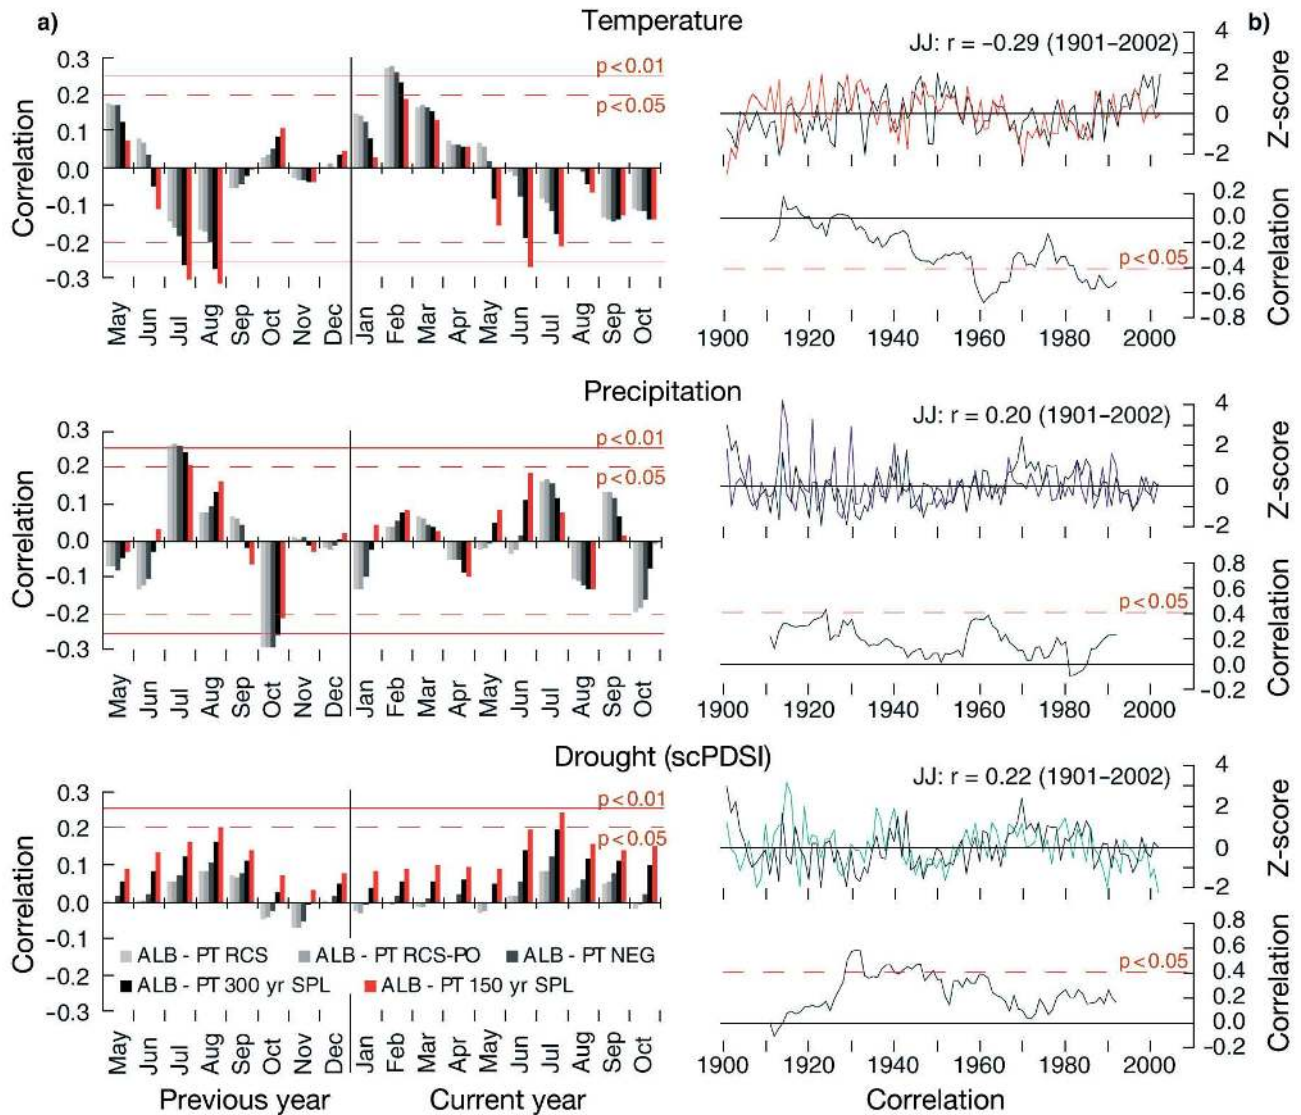 a)
Temperature
b)
0.3
0.2
0.1
0.0
-0.1
-0.2
-0.3
Correlation
p<0.01
p<0.05
May
Jun
Jul
Aug
Sep
Oct
Nov
Dec
Jan
Feb
Mar
Apr
May
Jun
Jul
Aug
Sep
Oct
JJ: r = -0.29 (1901-2002)
4
2
0
-2
Z-score
0.2
0.0
-0.2
-0.4
-0.6
-0.8
Correlation
p<0.05
1900
1920
1940
1960
1980
2000
Precipitation
0.3
0.2
0.1
0.0
-0.1
-0.2
-0.3
Correlation
p<0.01
p<0.05
May
Jun
Jul
Aug
Sep
Oct
Nov
Dec
Jan
Feb
Mar
Apr
May
Jun
Jul
Aug
Sep
Oct
JJ: r = 0.20 (1901-2002)
4
2
0
-2
Z-score
0.8
0.6
0.4
0.2
0.0
-0.2
Correlation
p<0.05
1900
1920
1940
1960
1980
2000
Drought (scPDSI)
0.3
0.2
0.1
0.0
-0.1
-0.2
-0.3
Correlation
p<0.01
p<0.05
ALB - PT RCS
ALB - PT RCS-PO
ALB - PT NEG
ALB - PT 300 yr SPL
ALB - PT 150 yr SPL
May
Jun
Jul
Aug
Sep
Oct
Nov
Dec
Jan
Feb
Mar
Apr
May
Jun
Jul
Aug
Sep
Oct
Previous year
Current year
JJ: r = 0.22 (1901-2002)
4
2
0
-2
Z-score
0.8
0.6
0.4
0.2
0.0
-0.2
Correlation
p<0.05
1900
1920
1940
1960
1980
2000
Correlation